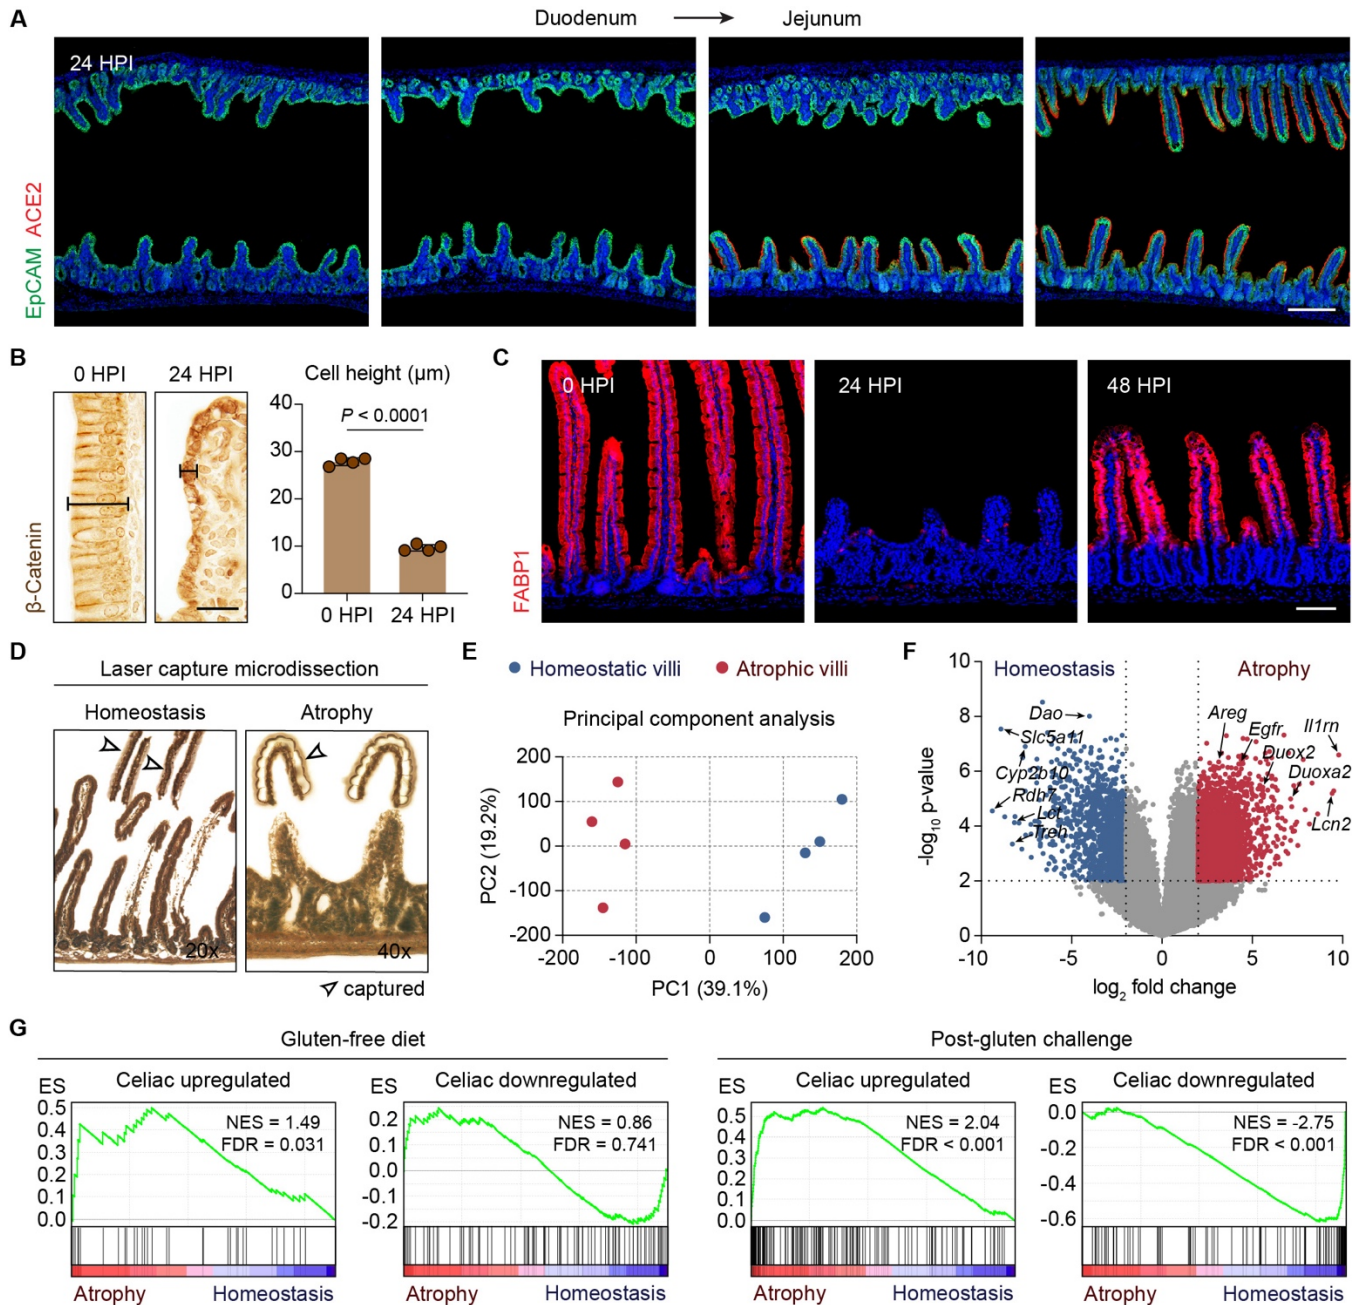 A
Duodenum → Jejunum
24 HPI
EpCAM ACE2
B
0 HPI 24 HPI
β-Catenin
Cell height (µm)
P < 0.0001
40
30
20
10
0
0 HPI 24 HPI
C
0 HPI
24 HPI
48 HPI
FABP1
D
Laser capture microdissection
Homeostasis Atrophy
20x
40x
captured
E
Homeostatic villi Atrophic villi
Principal component analysis
PC2 (19.2%)
200
100
0
-100
-200
-200 -100 0 100 200
PC1 (39.1%)
F
Homeostasis Atrophy
-log10 p-value
10
8
6
4
2
0
Dao
Slc5a11
Cyp2b10
Rdb7
Lct
Treh
Areg
Egfr
Il1rn
Duox2
Duoxa2
Lcn2
-10 -5 0 5 10
log2 fold change
G
Gluten-free diet
ES Celiac upregulated
NES = 1.49
FDR = 0.031
0.5
0.4
0.3
0.2
0.1
0.0
Atrophy Homeostasis
ES Celiac downregulated
NES = 0.86
FDR = 0.741
0.2
0.1
0.0
-0.1
-0.2
Atrophy Homeostasis
Post-gluten challenge
ES Celiac upregulated
NES = 2.04
FDR < 0.001
0.5
0.4
0.3
0.2
0.1
0.0
Atrophy Homeostasis
ES Celiac downregulated
NES = -2.75
FDR < 0.001
0.0
-0.2
-0.4
-0.6
Atrophy Homeostasis